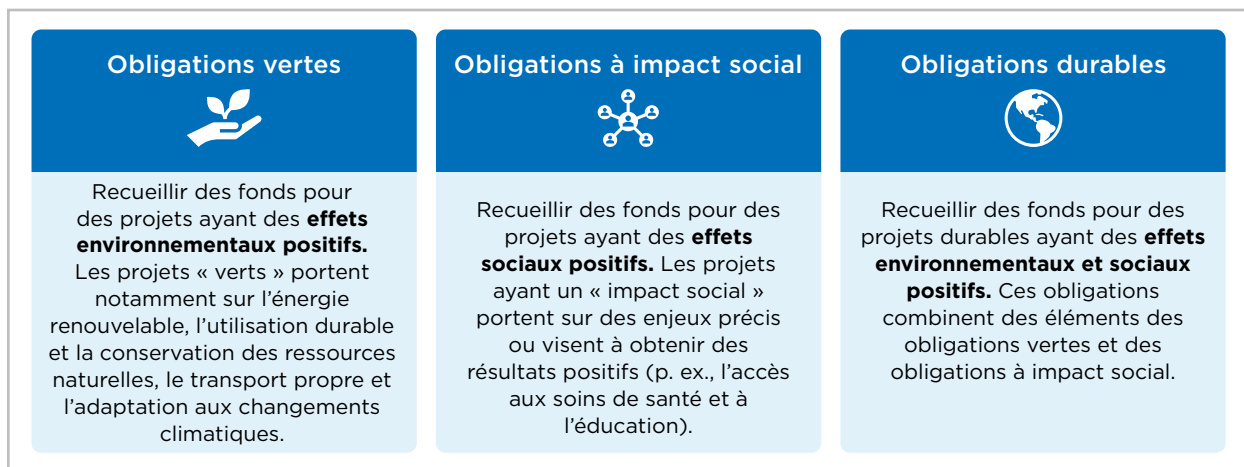 Obligations vertes
Recueillir des fonds pour
des projets ayant des effets
environnementaux positifs.
Les projets « verts » portent
notamment sur l'énergie
renouvelable, l'utilisation durable
et la conservation des ressources
naturelles, le transport propre et
l'adaptation aux changements
climatiques.
Obligations à impact social
Recueillir des fonds pour des
projets ayant des effets
sociaux positifs. Les projets
ayant un « impact social »
portent sur des enjeux précis
ou visent à obtenir des
résultats positifs (p. ex., l'accès
aux soins de santé et à
l'éducation).
Obligations durables
Recueillir des fonds pour des
projets durables ayant des effets
environnementaux et sociaux
positifs. Ces obligations
combinent des éléments des
obligations vertes et des
obligations à impact social.